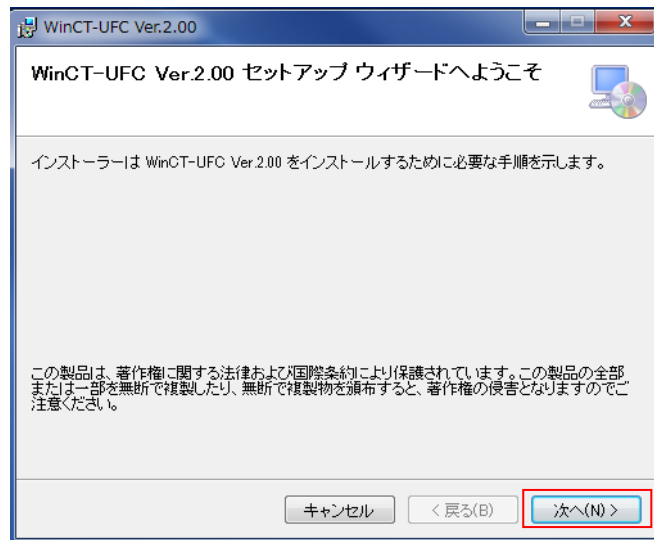 WinCT-UFC Ver.2.00
WinCT-UFC Ver.2.00 セットアップ ウィザードへようこそ
インストーラーは WinCT-UFC Ver.2.00 をインストールするために必要な手順を示します。
この製品は、著作権に関する法律および国際条約により保護されています。この製品の全部
または一部を無断で複製したり、無断で複製物を頒布すると、著作権の侵害となりますのでご
注意ください。
キャンセル < 戻る(B) 次へ(N) >